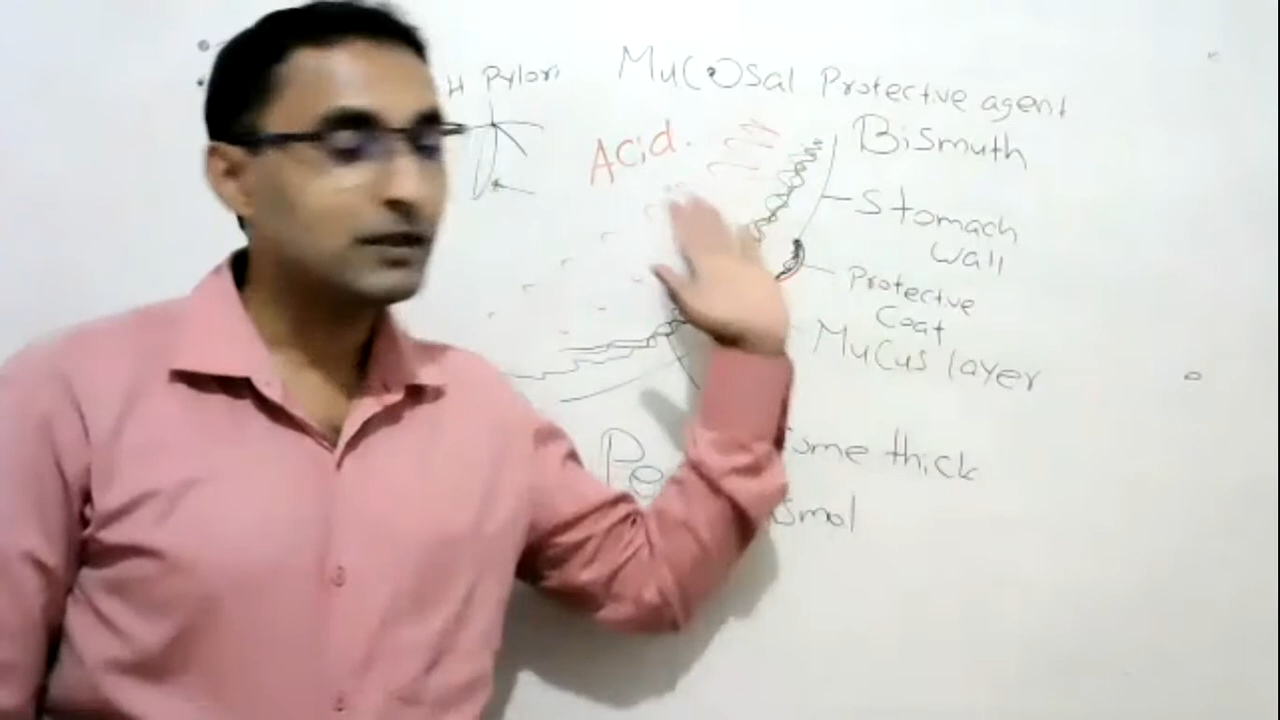 H Pylori
Mucosal Protective agent
Acid.
Bismuth
Stomach
wall
Protective
Coat
Mucus layer
thick